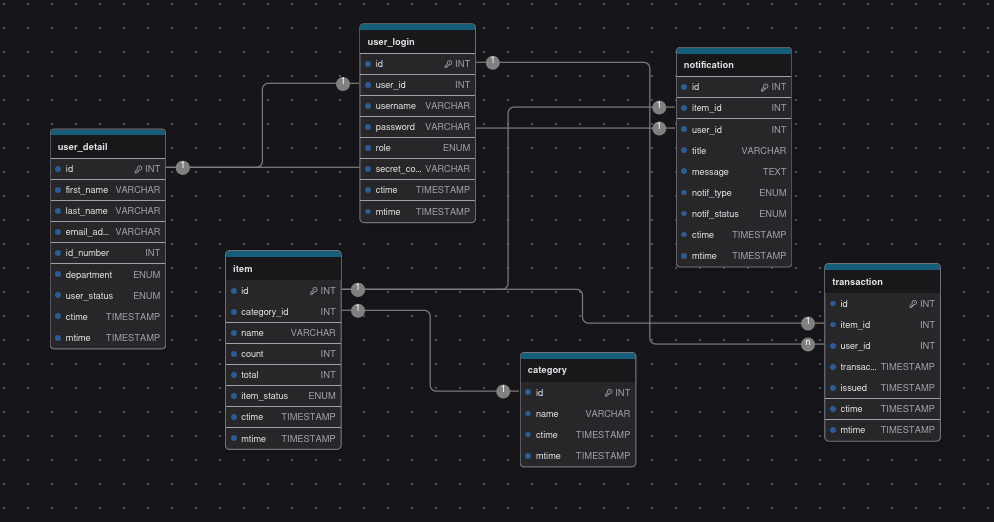 user_login
id INT
user_id INT
username VARCHAR
password VARCHAR
role ENUM
secret_co... VARCHAR
ctime TIMESTAMP
mtime TIMESTAMP
notification
id INT
item_id INT
user_id INT
title VARCHAR
message TEXT
notif_type ENUM
notif_status ENUM
ctime TIMESTAMP
mtime TIMESTAMP
user_detail
id INT
first_name VARCHAR
last_name VARCHAR
email_ad... VARCHAR
id_number INT
department ENUM
user_status ENUM
ctime TIMESTAMP
mtime TIMESTAMP
item
id INT
category_id INT
name VARCHAR
count INT
total INT
item_status ENUM
ctime TIMESTAMP
mtime TIMESTAMP
category
id INT
name VARCHAR
ctime TIMESTAMP
mtime TIMESTAMP
transaction
id INT
item_id INT
user_id INT
transac... TIMESTAMP
issued TIMESTAMP
ctime TIMESTAMP
mtime TIMESTAMP
1
1
1
1
1
1
1
1
1
n